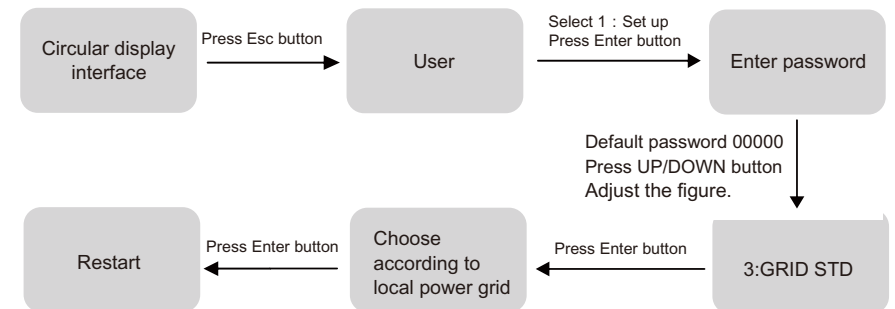 Circular display
interface
Press Esc button
User
Select 1 : Set up
Press Enter button
Enter password
Default password 00000
Press UP/DOWN button
Adjust the figure.
3:GRID STD
Press Enter button
Choose
according to
local power grid
Press Enter button
Restart